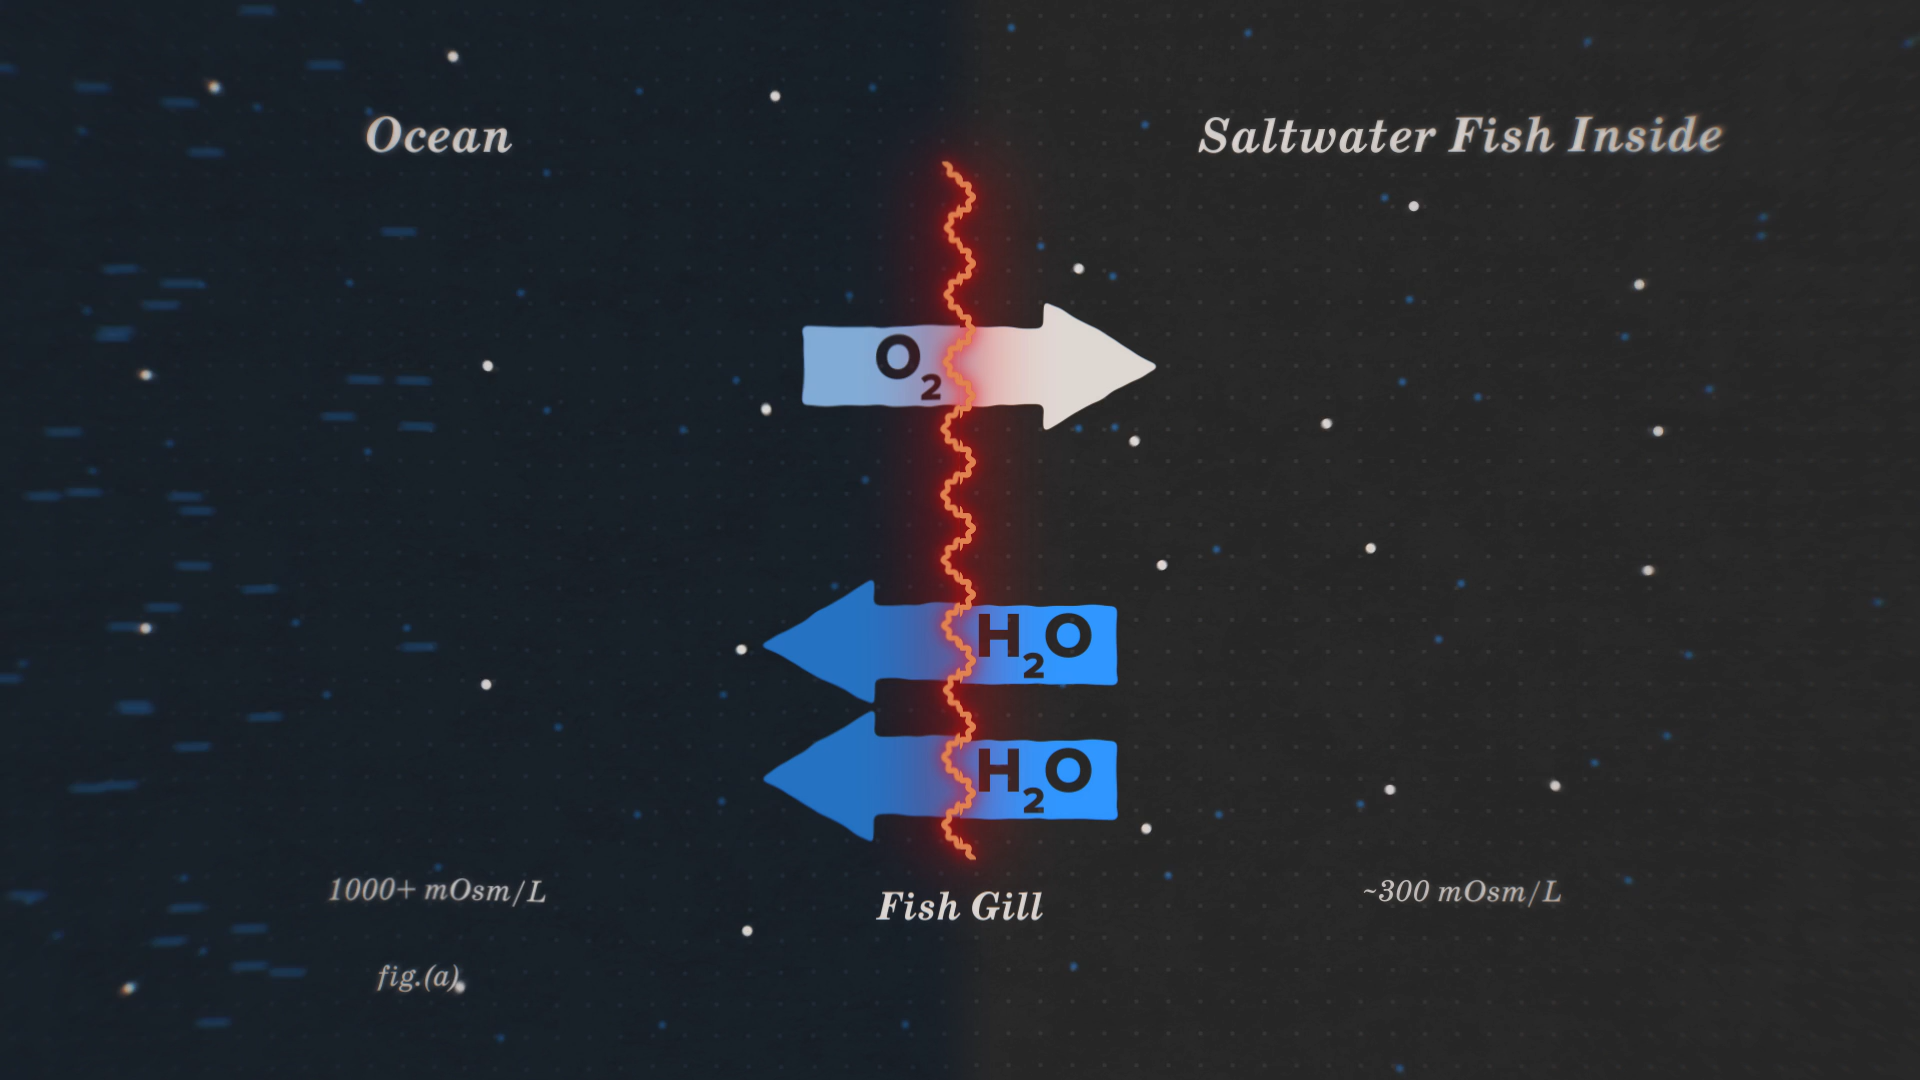 Ocean
Saltwater Fish Inside
O2
H2O
H2O
1000+ mOsm/L
Fish Gill
~300 mOsm/L
fig.(a)